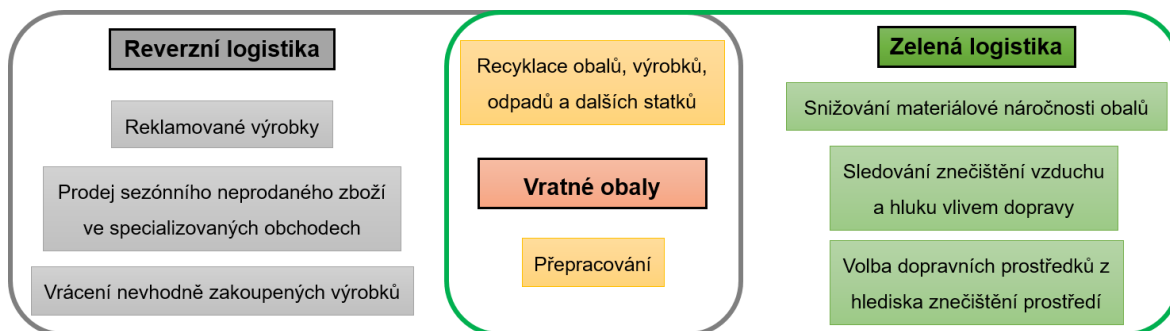 Reverzní logistika
Reklamované výrobky
Prodej sezónního neprodaného zboží
ve specializovaných obchodech
Vrácení nevhodně zakoupených výrobků
Recyklace obalů, výrobků,
odpadů a dalších statků
Vratné obaly
Přepracování
Zelená logistika
Snižování materiálové náročnosti obalů
Sledování znečištění vzduchu
a hluku vlivem dopravy
Volba dopravních prostředků z
hlediska znečištění prostředí